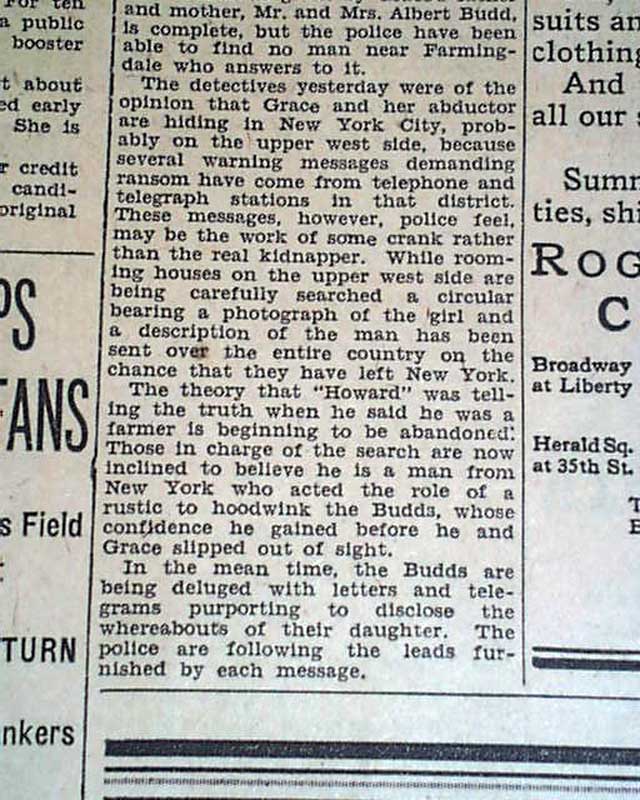 For ten
a public
booster
t about
ed early
She is
r credit
candi-
original
PS
FANS
s Field
TURN
nkers
and mother, Mr. and Mrs. Albert Budd,
is complete, but the police have been
able to find no man near Farming-
dale who answers to it.
The detectives yesterday were of the
opinion that Grace and her abductor
are hiding in New York City, prob-
ably on the upper west side, because
several warning messages demanding
ransom have come from telephone and
telegraph stations in that district.
These messages, however, police feel,
may be the work of some crank rather
than the real kidnapper. While room-
ing houses on the upper west side are
being carefully searched a circular
bearing a photograph of the girl and
a description of the man has been
sent over the entire country on the
chance that they have left New York.
The theory that "Howard" was tell-
ing the truth when he said he was a
farmer is beginning to be abandoned.
Those in charge of the search are now
inclined to believe he is a man from
New York who acted the role of a
rustic to hoodwink the Budds, whose
confidence he gained before he and
Grace slipped out of sight.
In the mean time, the Budds are
being deluged with letters and tele-
grams purporting to disclose the
whereabouts of their daughter. The
police are following the leads fur-
nished by each message.
suits an
clothing
And
all our s
Summ
ties, shi
ROG
C
Broadway
at Liberty
Herald Sq.
at 35th St.